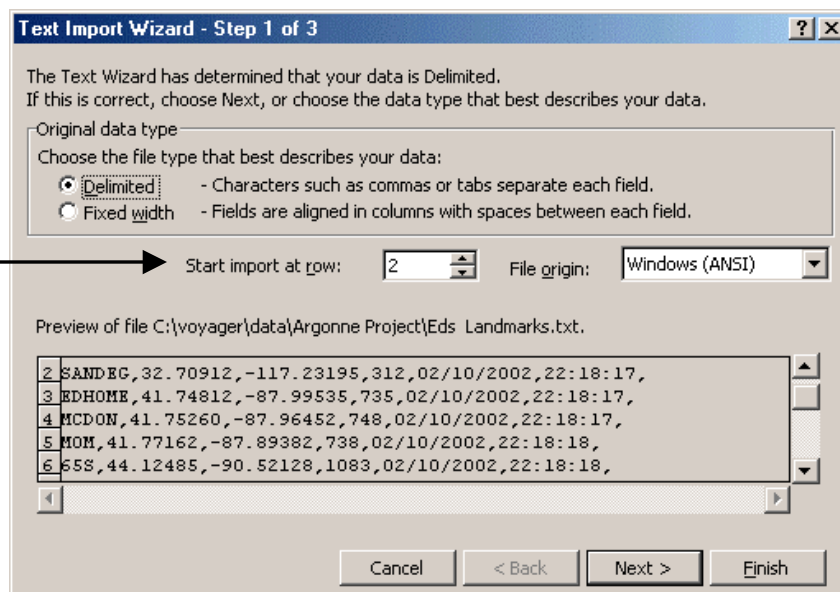 Text Import Wizard - Step 1 of 3
The Text Wizard has determined that your data is Delimited.
If this is correct, choose Next, or choose the data type that best describes your data.
Original data type
Choose the file type that best describes your data:
Delimited - Characters such as commas or tabs separate each field.
Fixed width - Fields are aligned in columns with spaces between each field.
Start import at row: 2 File origin: Windows (ANSI)
Preview of file C:\voyager\data\Argonne Project\Eds Landmarks.txt.
2 SANDEG,32.70912,-117.23195,312,02/10/2002,22:18:17,
3 EDHOME,41.74812,-87.99535,735,02/10/2002,22:18:17,
4 MCDON,41.75260,-87.96452,748,02/10/2002,22:18:17,
5 MOM,41.77162,-87.89382,738,02/10/2002,22:18:18,
6 65S,44.12485,-90.52128,1083,02/10/2002,22:18:18,
Cancel < Back Next > Finish